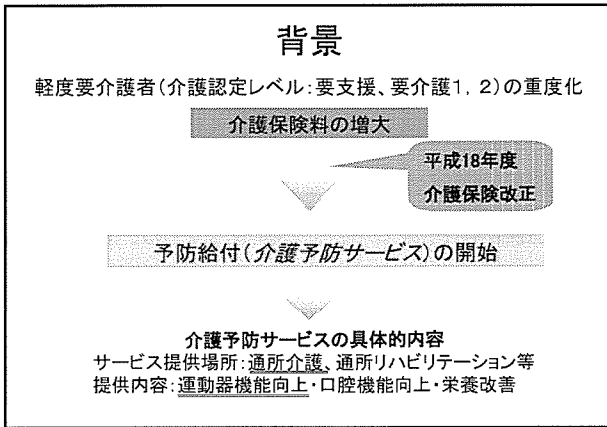 背景
軽度要介護者(介護認定レベル:要支援、要介護1, 2)の重度化
介護保険料の増大
平成18年度
介護保険改正
予防給付(介護予防サービス)の開始
介護予防サービスの具体的内容
サービス提供場所:通所介護、通所リハビリテーション等
提供内容:運動器機能向上・口腔機能向上・栄養改善